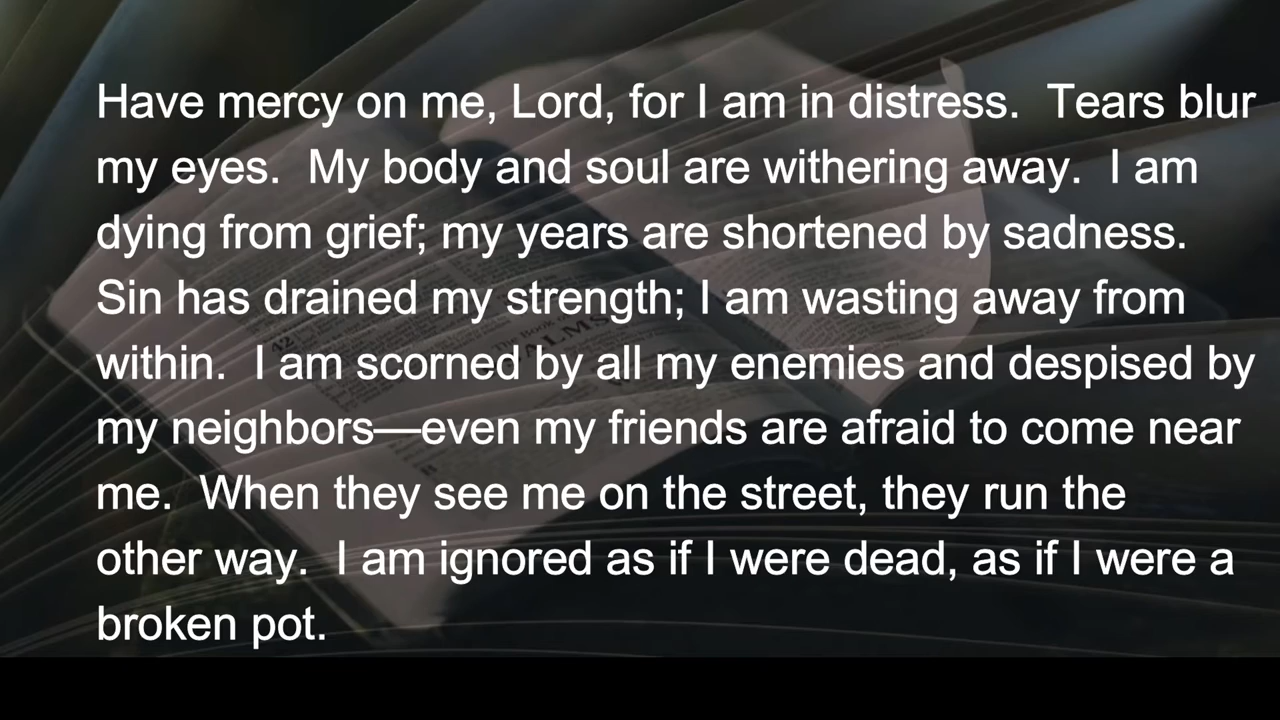 Have mercy on me, Lord, for I am in distress.  Tears blur
my eyes.  My body and soul are withering away.  I am
dying from grief; my years are shortened by sadness.
Sin has drained my strength; I am wasting away from
within.  I am scorned by all my enemies and despised by
my neighbors—even my friends are afraid to come near
me.  When they see me on the street, they run the
other way.  I am ignored as if I were dead, as if I were a
broken pot.